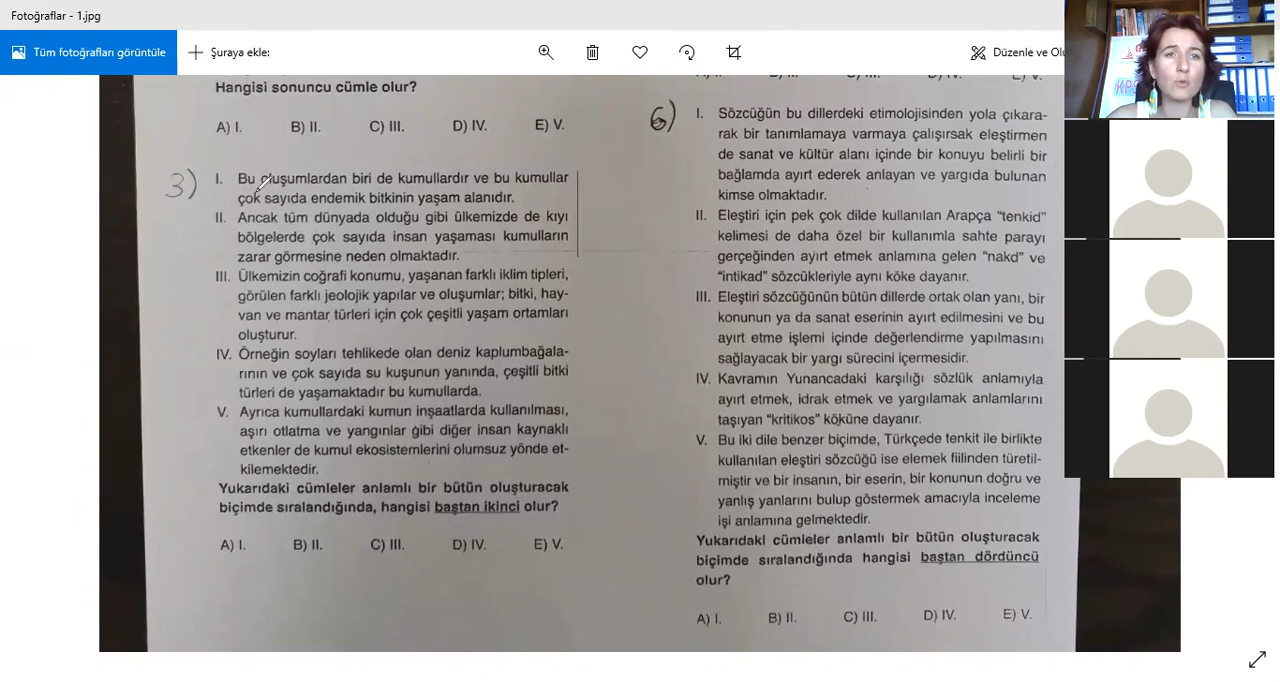 Fotoğraflar - 1.jpg
Tüm fotoğrafları görüntüle
Şuraya ekle:
Düzenle ve Olu
KPS
Hangisi sonuncu cümle olur?
A) I. B) II. C) III. D) IV. E) V.
3)
I. Bu oluşumlardan biri de kumullardır ve bu kumullar
çok sayıda endemik bitkinin yaşam alanıdır.
II. Ancak tüm dünyada olduğu gibi ülkemizde de kıyı
bölgelerde çok sayıda insan yaşaması kumulların
zarar görmesine neden olmaktadır.
III. Ülkemizin coğrafi konumu, yaşanan farklı iklim tipleri,
görülen farklı jeolojik yapılar ve oluşumlar; bitki, hay-
van ve mantar türleri için çok çeşitli yaşam ortamları
oluşturur.
IV. Örneğin soyları tehlikede olan deniz kaplumbağala-
rının ve çok sayıda su kuşunun yanında, çeşitli bitki
türleri de yaşamaktadır bu kumullarda.
V. Ayrıca kumullardaki kumun inşaatlarda kullanılması,
aşırı otlatma ve yangınlar gibi diğer insan kaynaklı
etkenler de kumul ekosistemlerini olumsuz yönde et-
kilemektedir.
Yukarıdaki cümleler anlamlı bir bütün oluşturacak
biçimde sıralandığında, hangisi baştan ikinci olur?
A) I. B) II. C) III. D) IV. E) V.
6)
I. Sözcüğün bu dillerdeki etimolojisinden yola çıkara-
rak bir tanımlamaya varmaya çalışırsak eleştirmen
de sanat ve kültür alanı içinde bir konuyu belirli bir
bağlamda ayırt ederek anlayan ve yargıda bulunan
kimse olmaktadır.
II. Eleştiri için pek çok dilde kullanılan Arapça "tenkid"
kelimesi de daha özel bir kullanımla sahte parayı
gerçeğinden ayırt etmek anlamına gelen "nakd" ve
"intikad" sözcükleriyle aynı köke dayanır.
III. Eleştiri sözcüğünün bütün dillerde ortak olan yanı, bir
konunun ya da sanat eserinin ayırt edilmesini ve bu
ayırt etme işlemi içinde değerlendirme yapılmasını
sağlayacak bir yargı sürecini içermesidir.
IV. Kavramın Yunancadaki karşılığı sözlük anlamıyla
ayırt etmek, idrak etmek ve yargılamak anlamlarını
taşıyan "kritikos" köküne dayanır.
V. Bu iki dile benzer biçimde, Türkçede tenkit ile birlikte
kullanılan eleştiri sözcüğü ise elemek fiilinden türetil-
miştir ve bir insanın, bir eserin, bir konunun doğru ve
yanlış yanlarını bulup göstermek amacıyla inceleme
işi anlamına gelmektedir.
Yukarıdaki cümleler anlamlı bir bütün oluşturacak
biçimde sıralandığında hangisi baştan dördüncü
olur?
A) I. B) II. C) III. D) IV. E) V.